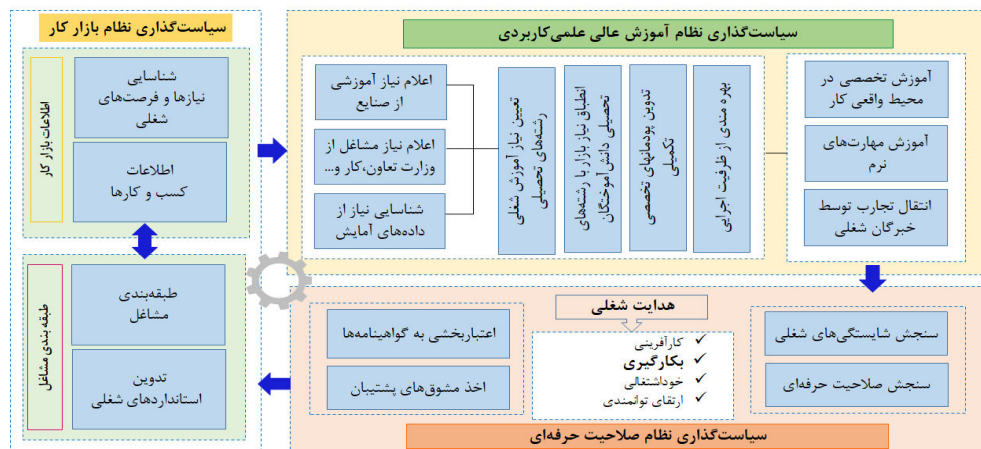 سیاست‌گذاری نظام بازار کار
اطلاعات بازار کار
شناسایی
نیازها و فرصت‌های
شغلی
اطلاعات
کسب و کارها
طبقه بندی مشاغل
طبقه‌بندی
مشاغل
تدوین
استانداردهای شغلی
سیاست‌گذاری نظام آموزش عالی علمی‌کاربردی
اعلام نیاز آموزشی
از صنایع
اعلام نیاز مشاغل از
وزارت تعاون،کار و...
شناسایی نیاز از
داده‌های آمایش
تعیین نیاز آموزش شغلی
رشته‌های تحصیلی
انطباق نیاز بازار با رشته‌های
تحصیلی دانش‌آموختگان
تدوین پودمانهای تخصصی
تکمیلی
بهره مندی از ظرفیت اجرایی
آموزش تخصصی در
محیط واقعی کار
آموزش مهارت‌های
نرم
انتقال تجارب توسط
خبرگان شغلی
سنجش شایستگی‌های شغلی
سنجش صلاحیت حرفه‌ای
هدایت شغلی
✓ کارآفرینی
✓ بکارگیری
✓ خوداشتغالی
✓ ارتقای توانمندی
اعتباربخشی به گواهینامه‌ها
اخذ مشوق‌های پشتیبان
سیاست‌گذاری نظام صلاحیت حرفه‌ای